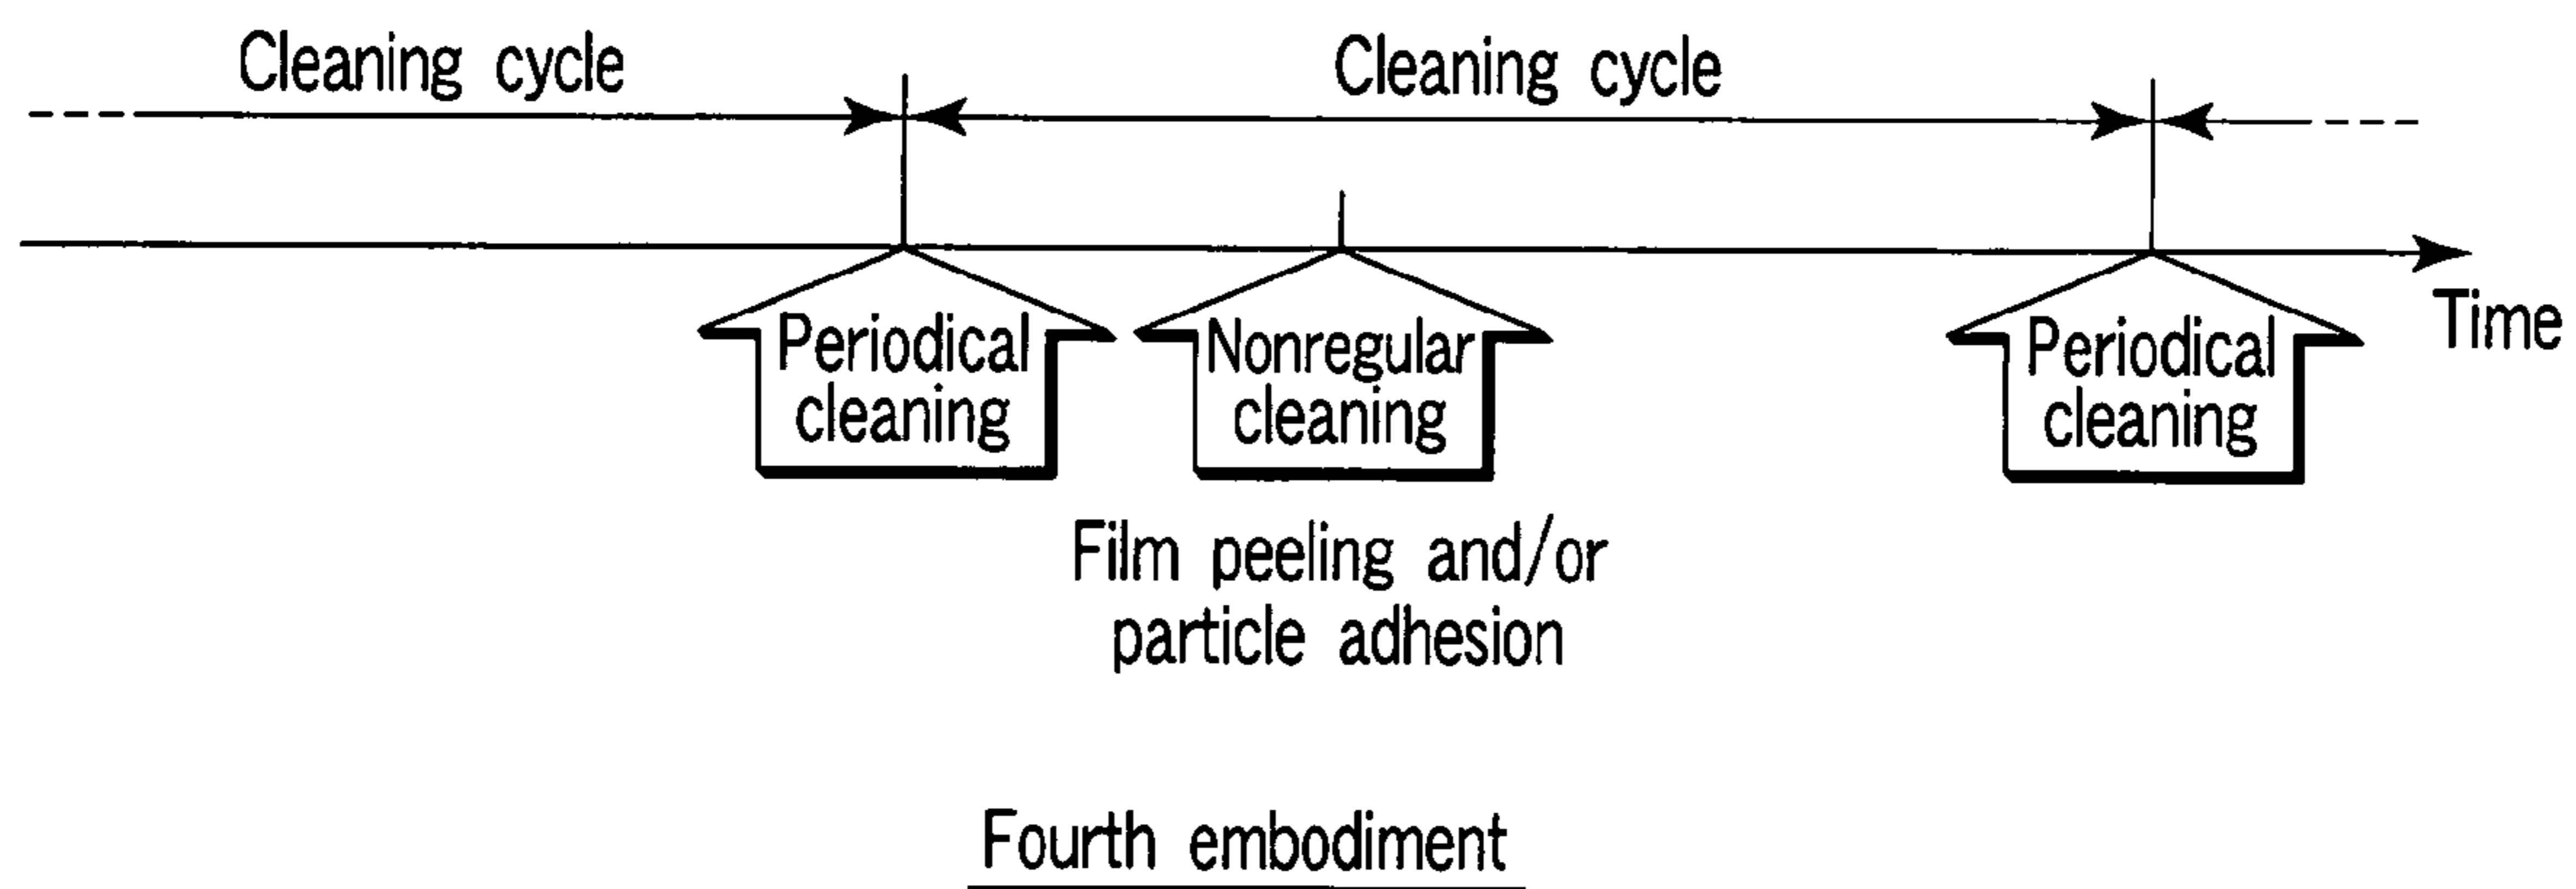 Cleaning cycle
Cleaning cycle
Time
Periodical
cleaning
Nonregular
cleaning
Periodical
cleaning
Film peeling and/or
particle adhesion
Fourth embodiment